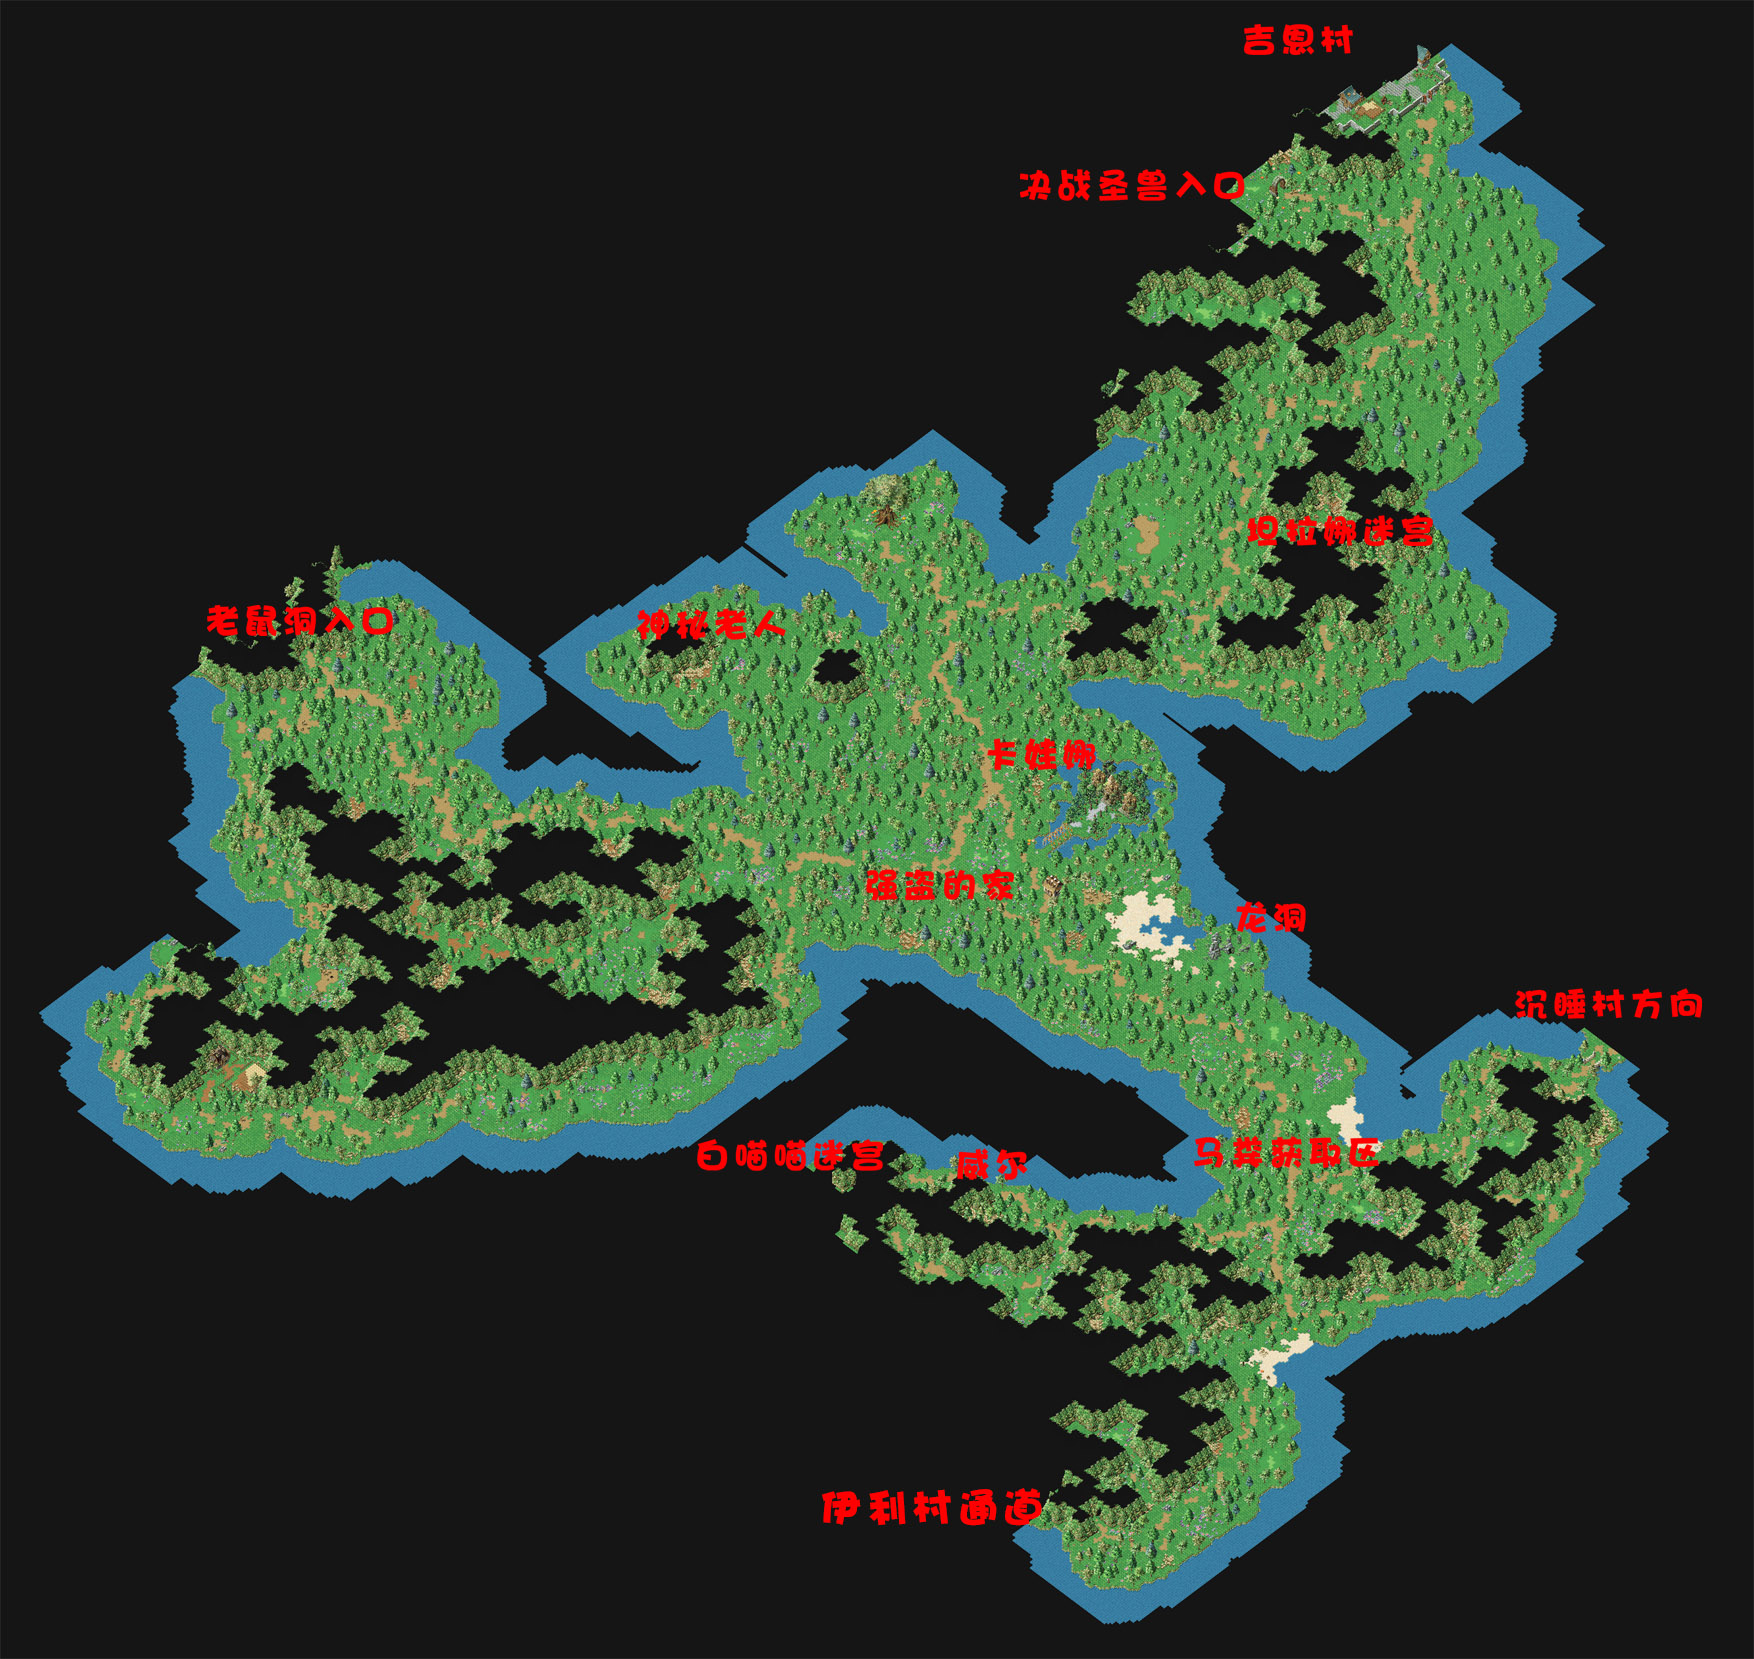 吉恩村
决战圣兽入口
坦拉娜迷宫
老鼠洞入口
神秘老人
卡娃娜
强盗的家
龙洞
沉睡村方向
白喵喵迷宫
威尔
马粪获取区
伊利村通道